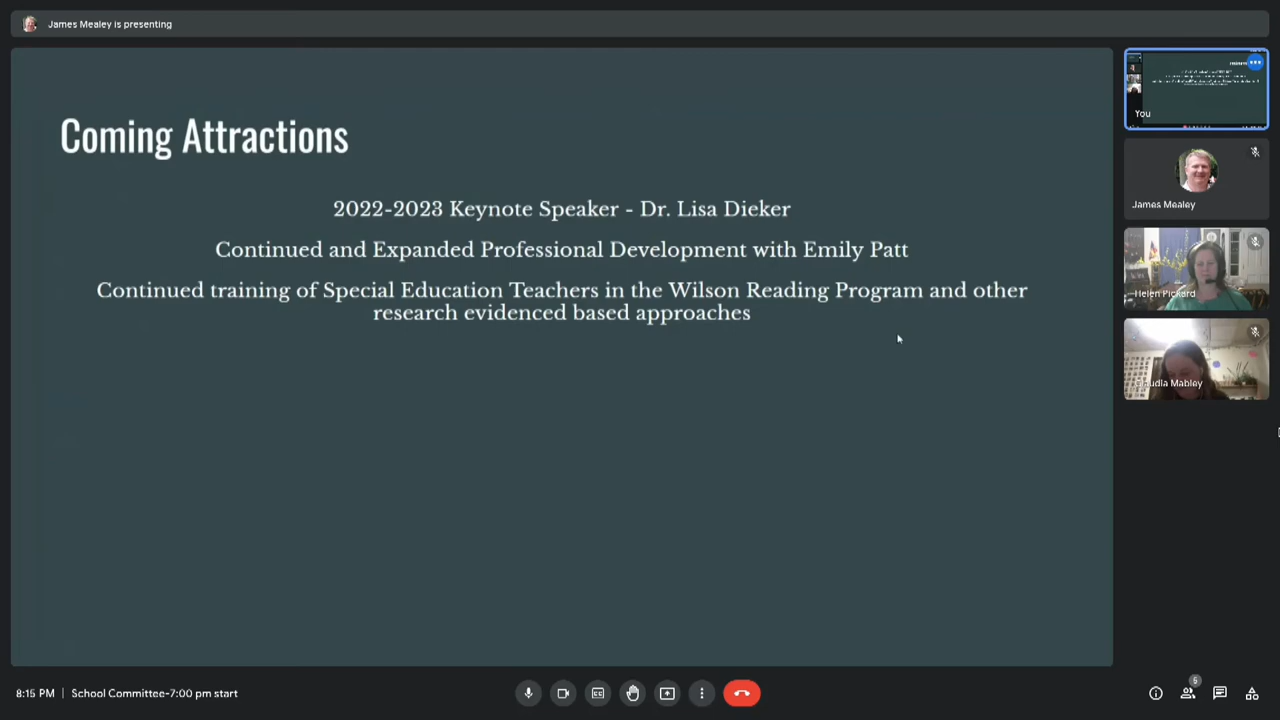 James Mealey is presenting
Coming Attractions
2022-2023 Keynote Speaker - Dr. Lisa Dieker
Continued and Expanded Professional Development with Emily Patt
Continued training of Special Education Teachers in the Wilson Reading Program and other
research evidenced based approaches
You
James Mealey
Helen Pickard
Claudia Mabley
8:15 PM | School Committee-7:00 pm start
5